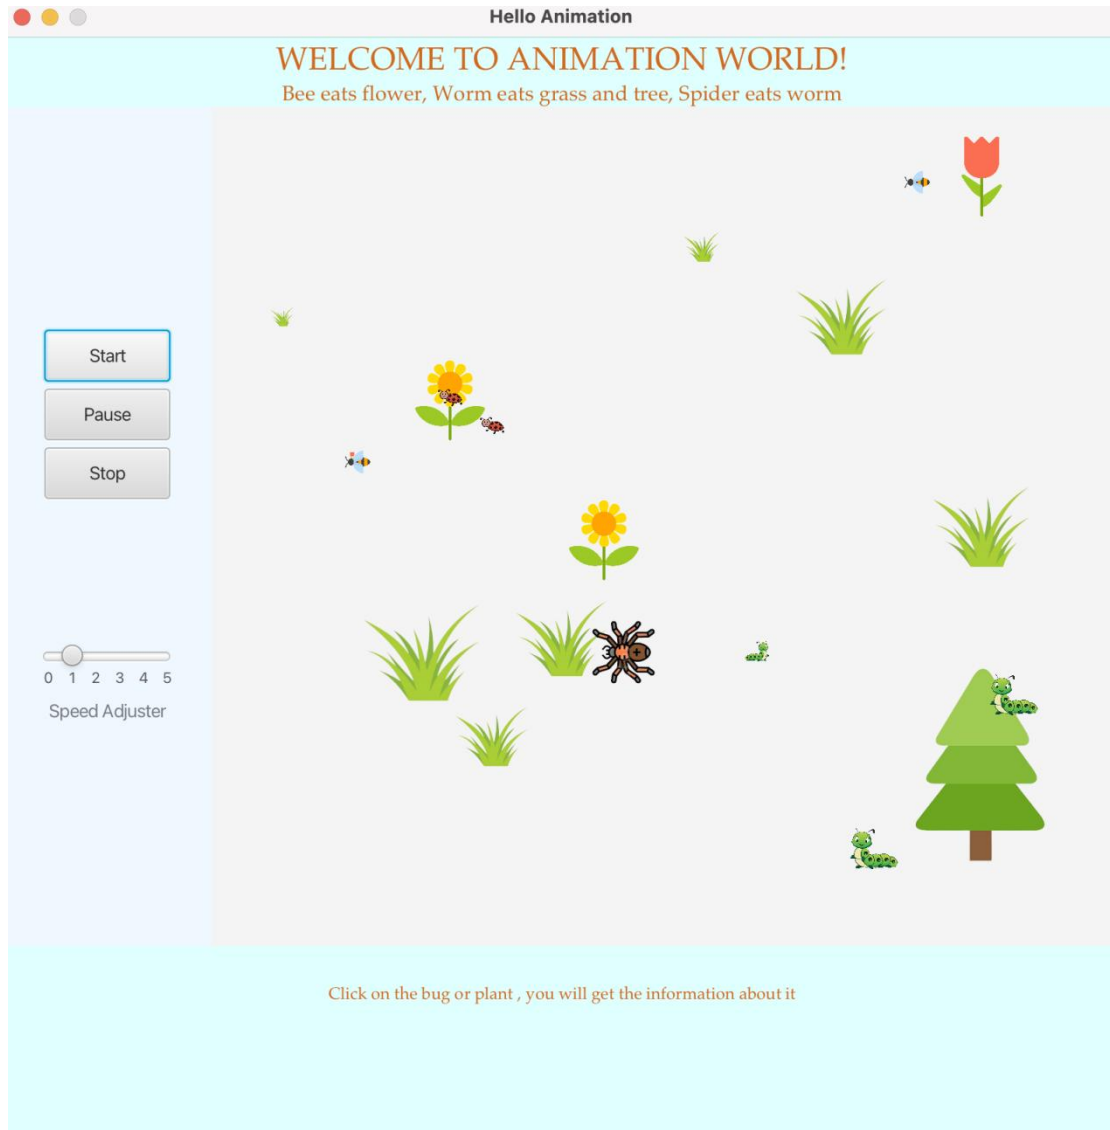 Hello Animation
WELCOME TO ANIMATION WORLD!
Bee eats flower, Worm eats grass and tree, Spider eats worm
Start
Pause
Stop
0 1 2 3 4 5
Speed Adjuster
Click on the bug or plant , you will get the information about it